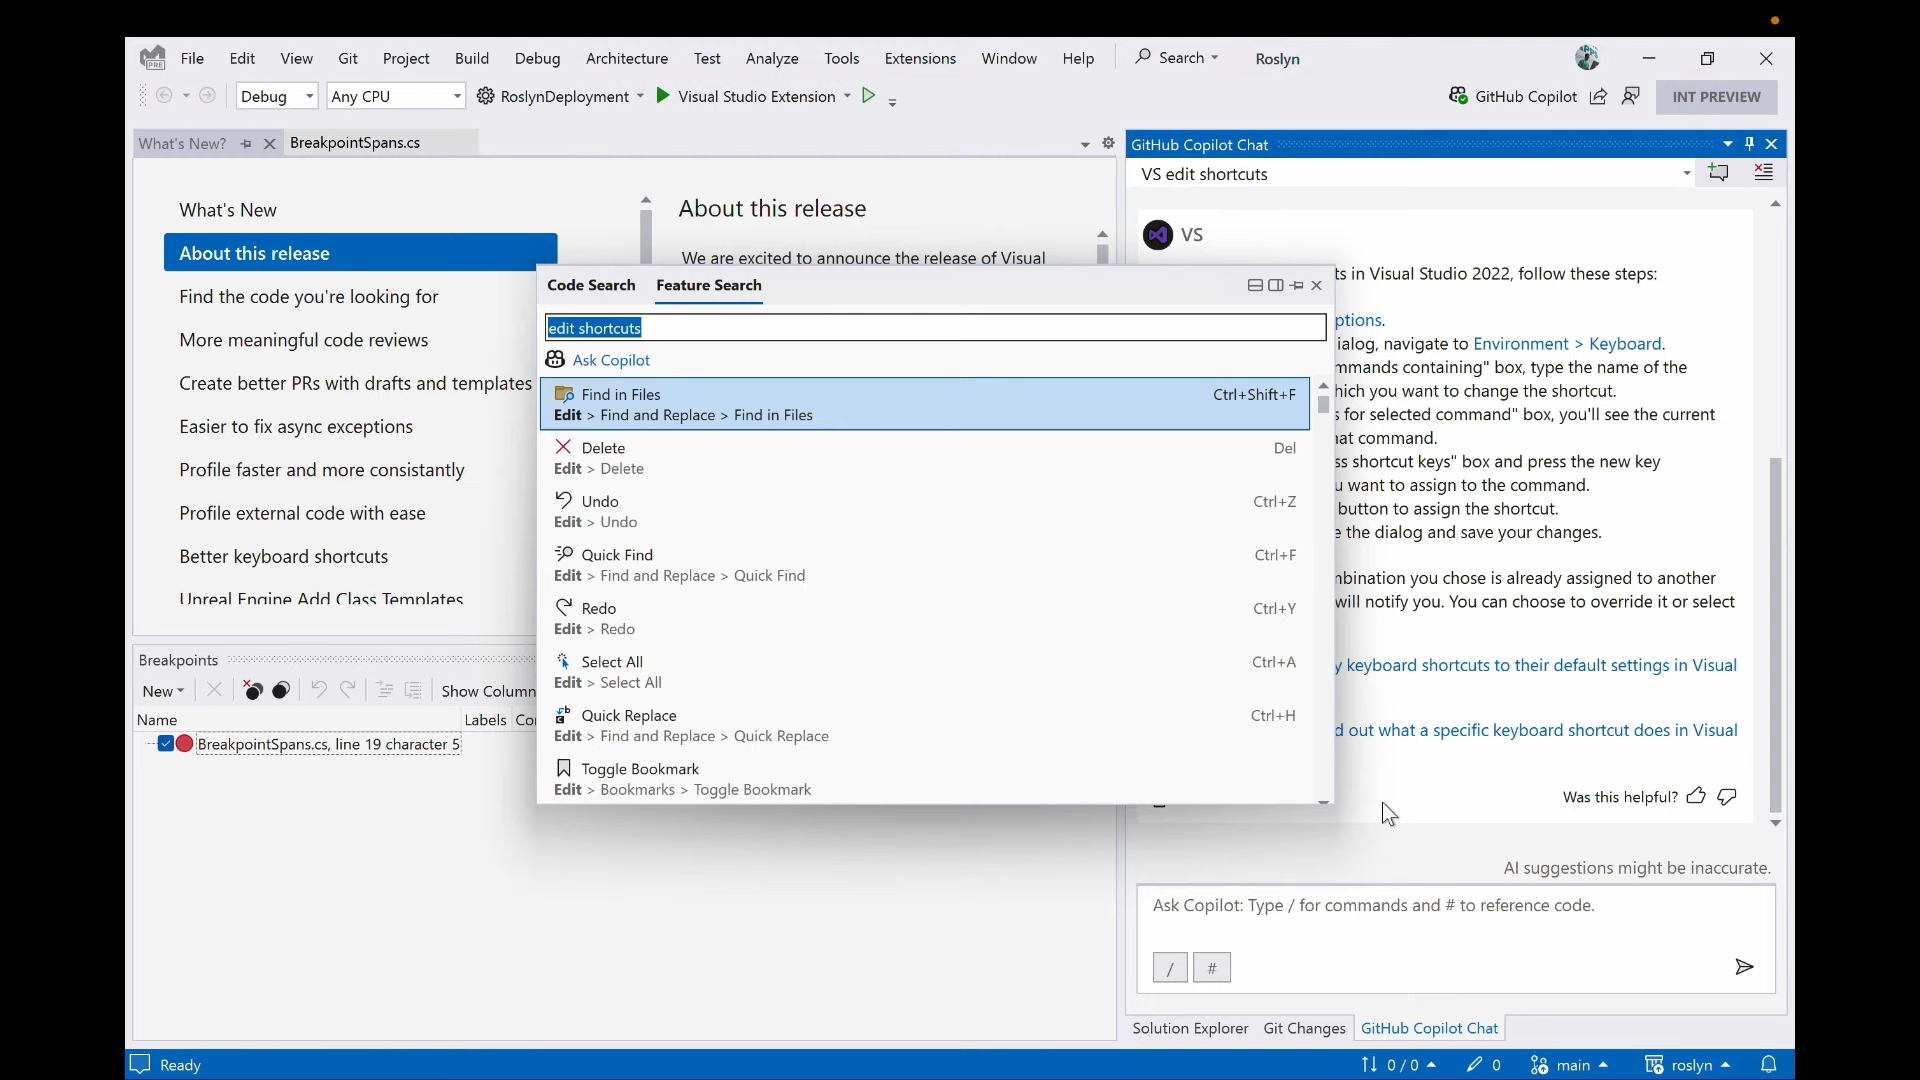 File Edit View Git Project Build Debug Architecture Test Analyze Tools Extensions Window Help Search Roslyn
PRE
Debug Any CPU RoslynDeployment Visual Studio Extension GitHub Copilot INT PREVIEW
What's New? BreakpointSpans.cs
What's New
About this release
Find the code you're looking for
More meaningful code reviews
Create better PRs with drafts and templates
Easier to fix async exceptions
Profile faster and more consistantly
Profile external code with ease
Better keyboard shortcuts
Unreal Engine Add Class Templates
About this release
We are excited to announce the release of Visual
Code Search Feature Search
edit shortcuts
Ask Copilot
Find in Files Ctrl+Shift+F
Edit > Find and Replace > Find in Files
Delete Del
Edit > Delete
Undo Ctrl+Z
Edit > Undo
Quick Find Ctrl+F
Edit > Find and Replace > Quick Find
Redo Ctrl+Y
Edit > Redo
Select All Ctrl+A
Edit > Select All
Quick Replace Ctrl+H
Edit > Find and Replace > Quick Replace
Toggle Bookmark
Edit > Bookmarks > Toggle Bookmark
Breakpoints
New Show Column
Name Labels Co
BreakpointSpans.cs, line 19 character 5
GitHub Copilot Chat
VS edit shortcuts
VS
ts in Visual Studio 2022, follow these steps:
ptions.
ialog, navigate to Environment > Keyboard.
mmands containing" box, type the name of the
hich you want to change the shortcut.
s for selected command" box, you'll see the current
at command.
ss shortcut keys" box and press the new key
u want to assign to the command.
button to assign the shortcut.
e the dialog and save your changes.
mbination you chose is already assigned to another
will notify you. You can choose to override it or select
y keyboard shortcuts to their default settings in Visual
d out what a specific keyboard shortcut does in Visual
Was this helpful?
AI suggestions might be inaccurate.
Ask Copilot: Type / for commands and # to reference code.
/ #
Solution Explorer Git Changes GitHub Copilot Chat
Ready 0 / 0 0 main roslyn